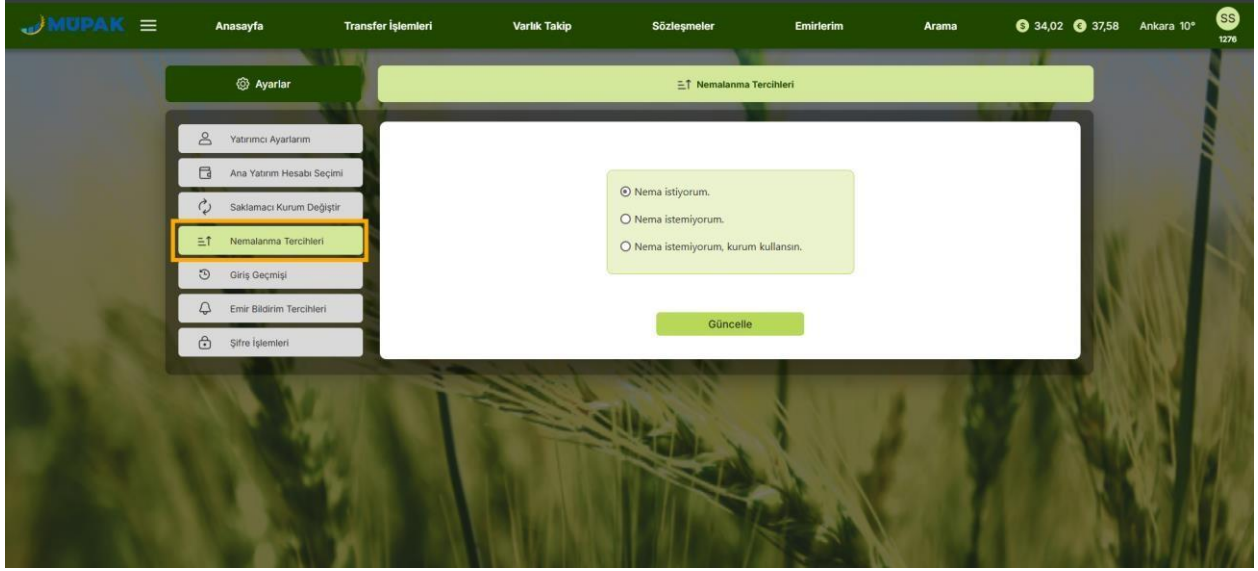 MÜPAK
Anasayfa
Transfer İşlemleri
Varlık Takip
Sözleşmeler
Emirlerim
Arama
$ 34,02
€ 37,58
Ankara 10°
SS
1276
Ayarlar
Nemalanma Tercihleri
Yatırımcı Ayarlarım
Ana Yatırım Hesabı Seçimi
Saklamacı Kurum Değiştir
Nemalanma Tercihleri
Giriş Geçmişi
Emir Bildirim Tercihleri
Şifre İşlemleri
Nema istiyorum.
Nema istemiyorum.
Nema istemiyorum, kurum kullansın.
Güncelle